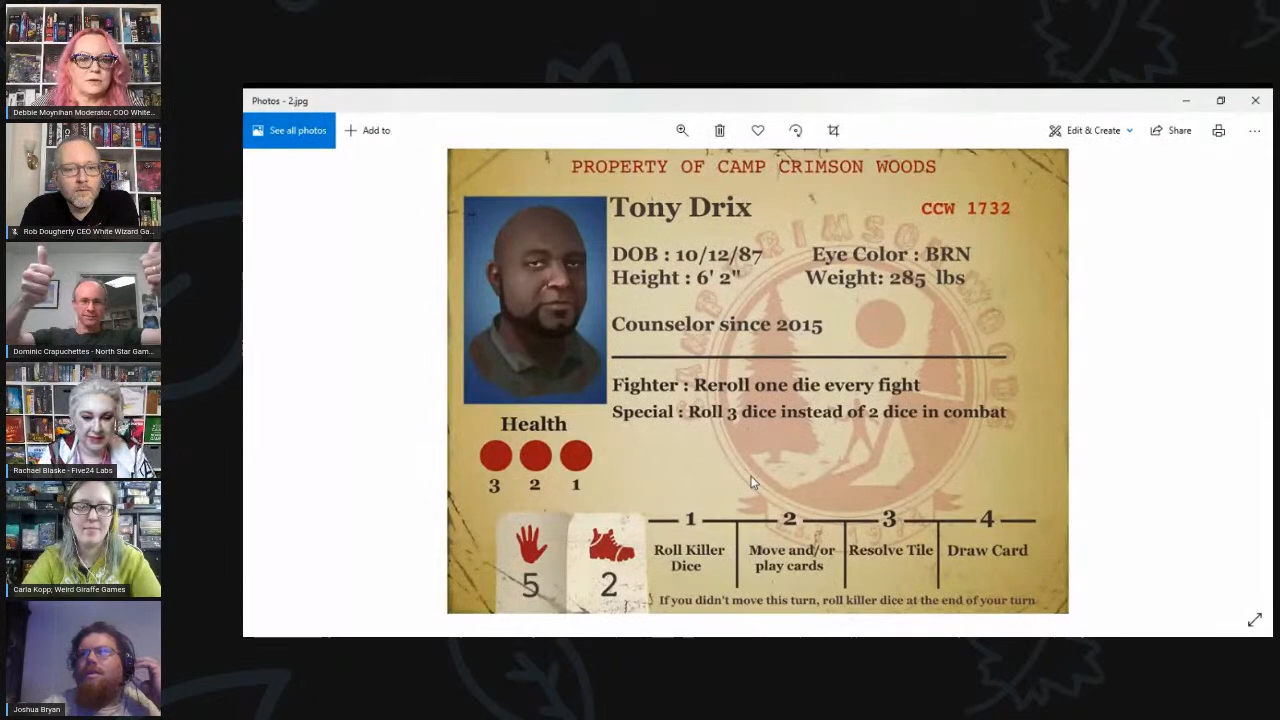 Debbie Moynihan Moderator, COO White...
Rob Dougherty CEO White Wizard Ga...
Dominic Crapuchettes - North Star Gam...
Rachael Blaske - Five24 Labs
Carla Kopp; Weird Giraffe Games
Joshua Bryan
Photos - 2.jpg
See all photos
Add to
Edit & Create
Share
PROPERTY OF CAMP CRIMSON WOODS
Tony Drix
CCW 1732
DOB : 10/12/87 Eye Color : BRN
Height : 6' 2" Weight: 285 lbs
Counselor since 2015
Fighter : Reroll one die every fight
Special : Roll 3 dice instead of 2 dice in combat
Health
3 2 1
5 2
1 2 3 4
Roll Killer Dice
Move and/or play cards
Resolve Tile
Draw Card
If you didn't move this turn, roll killer dice at the end of your turn
CAMP CRIMSON WOODS